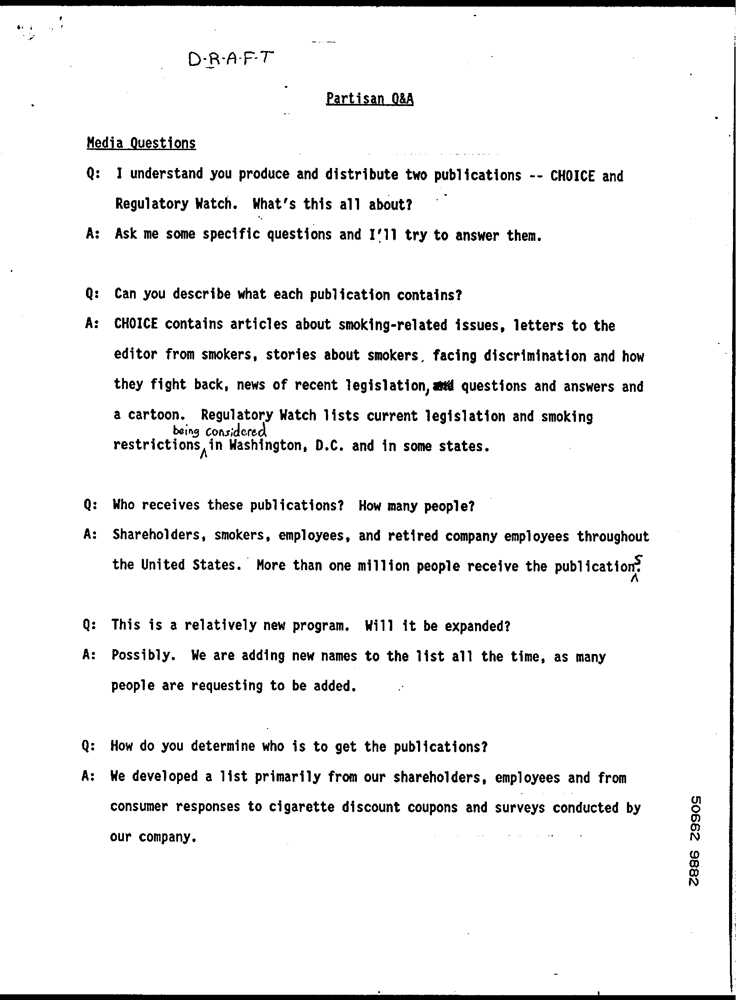 D-R-A-F-T
Partisan Q&A
Media Questions
Q: I understand you produce and distribute two publications -- CHOICE and
Regulatory Watch. What's this all about?
A: Ask me some specific questions and I'll try to answer them.
Q: Can you describe what each publication contains?
A: CHOICE contains articles about smoking-related issues, letters to the
editor from smokers, stories about smokers facing discrimination and how
they fight back, news of recent legislation, questions and answers and
a cartoon. Regulatory Watch lists current legislation and smoking
being considered
restrictions in Washington, D.C. and in some states.
Q: Who receives these publications? How many people?
A: Shareholders, smokers, employees, and retired company employees throughout
the United States. More than one million people receive the publications.
Q: This is a relatively new program. Will it be expanded?
A: Possibly. We are adding new names to the list all the time, as many
people are requesting to be added.
Q: How do you determine who is to get the publications?
A: We developed a list primarily from our shareholders, employees and from
consumer responses to cigarette discount coupons and surveys conducted by
our company.
50662 9882